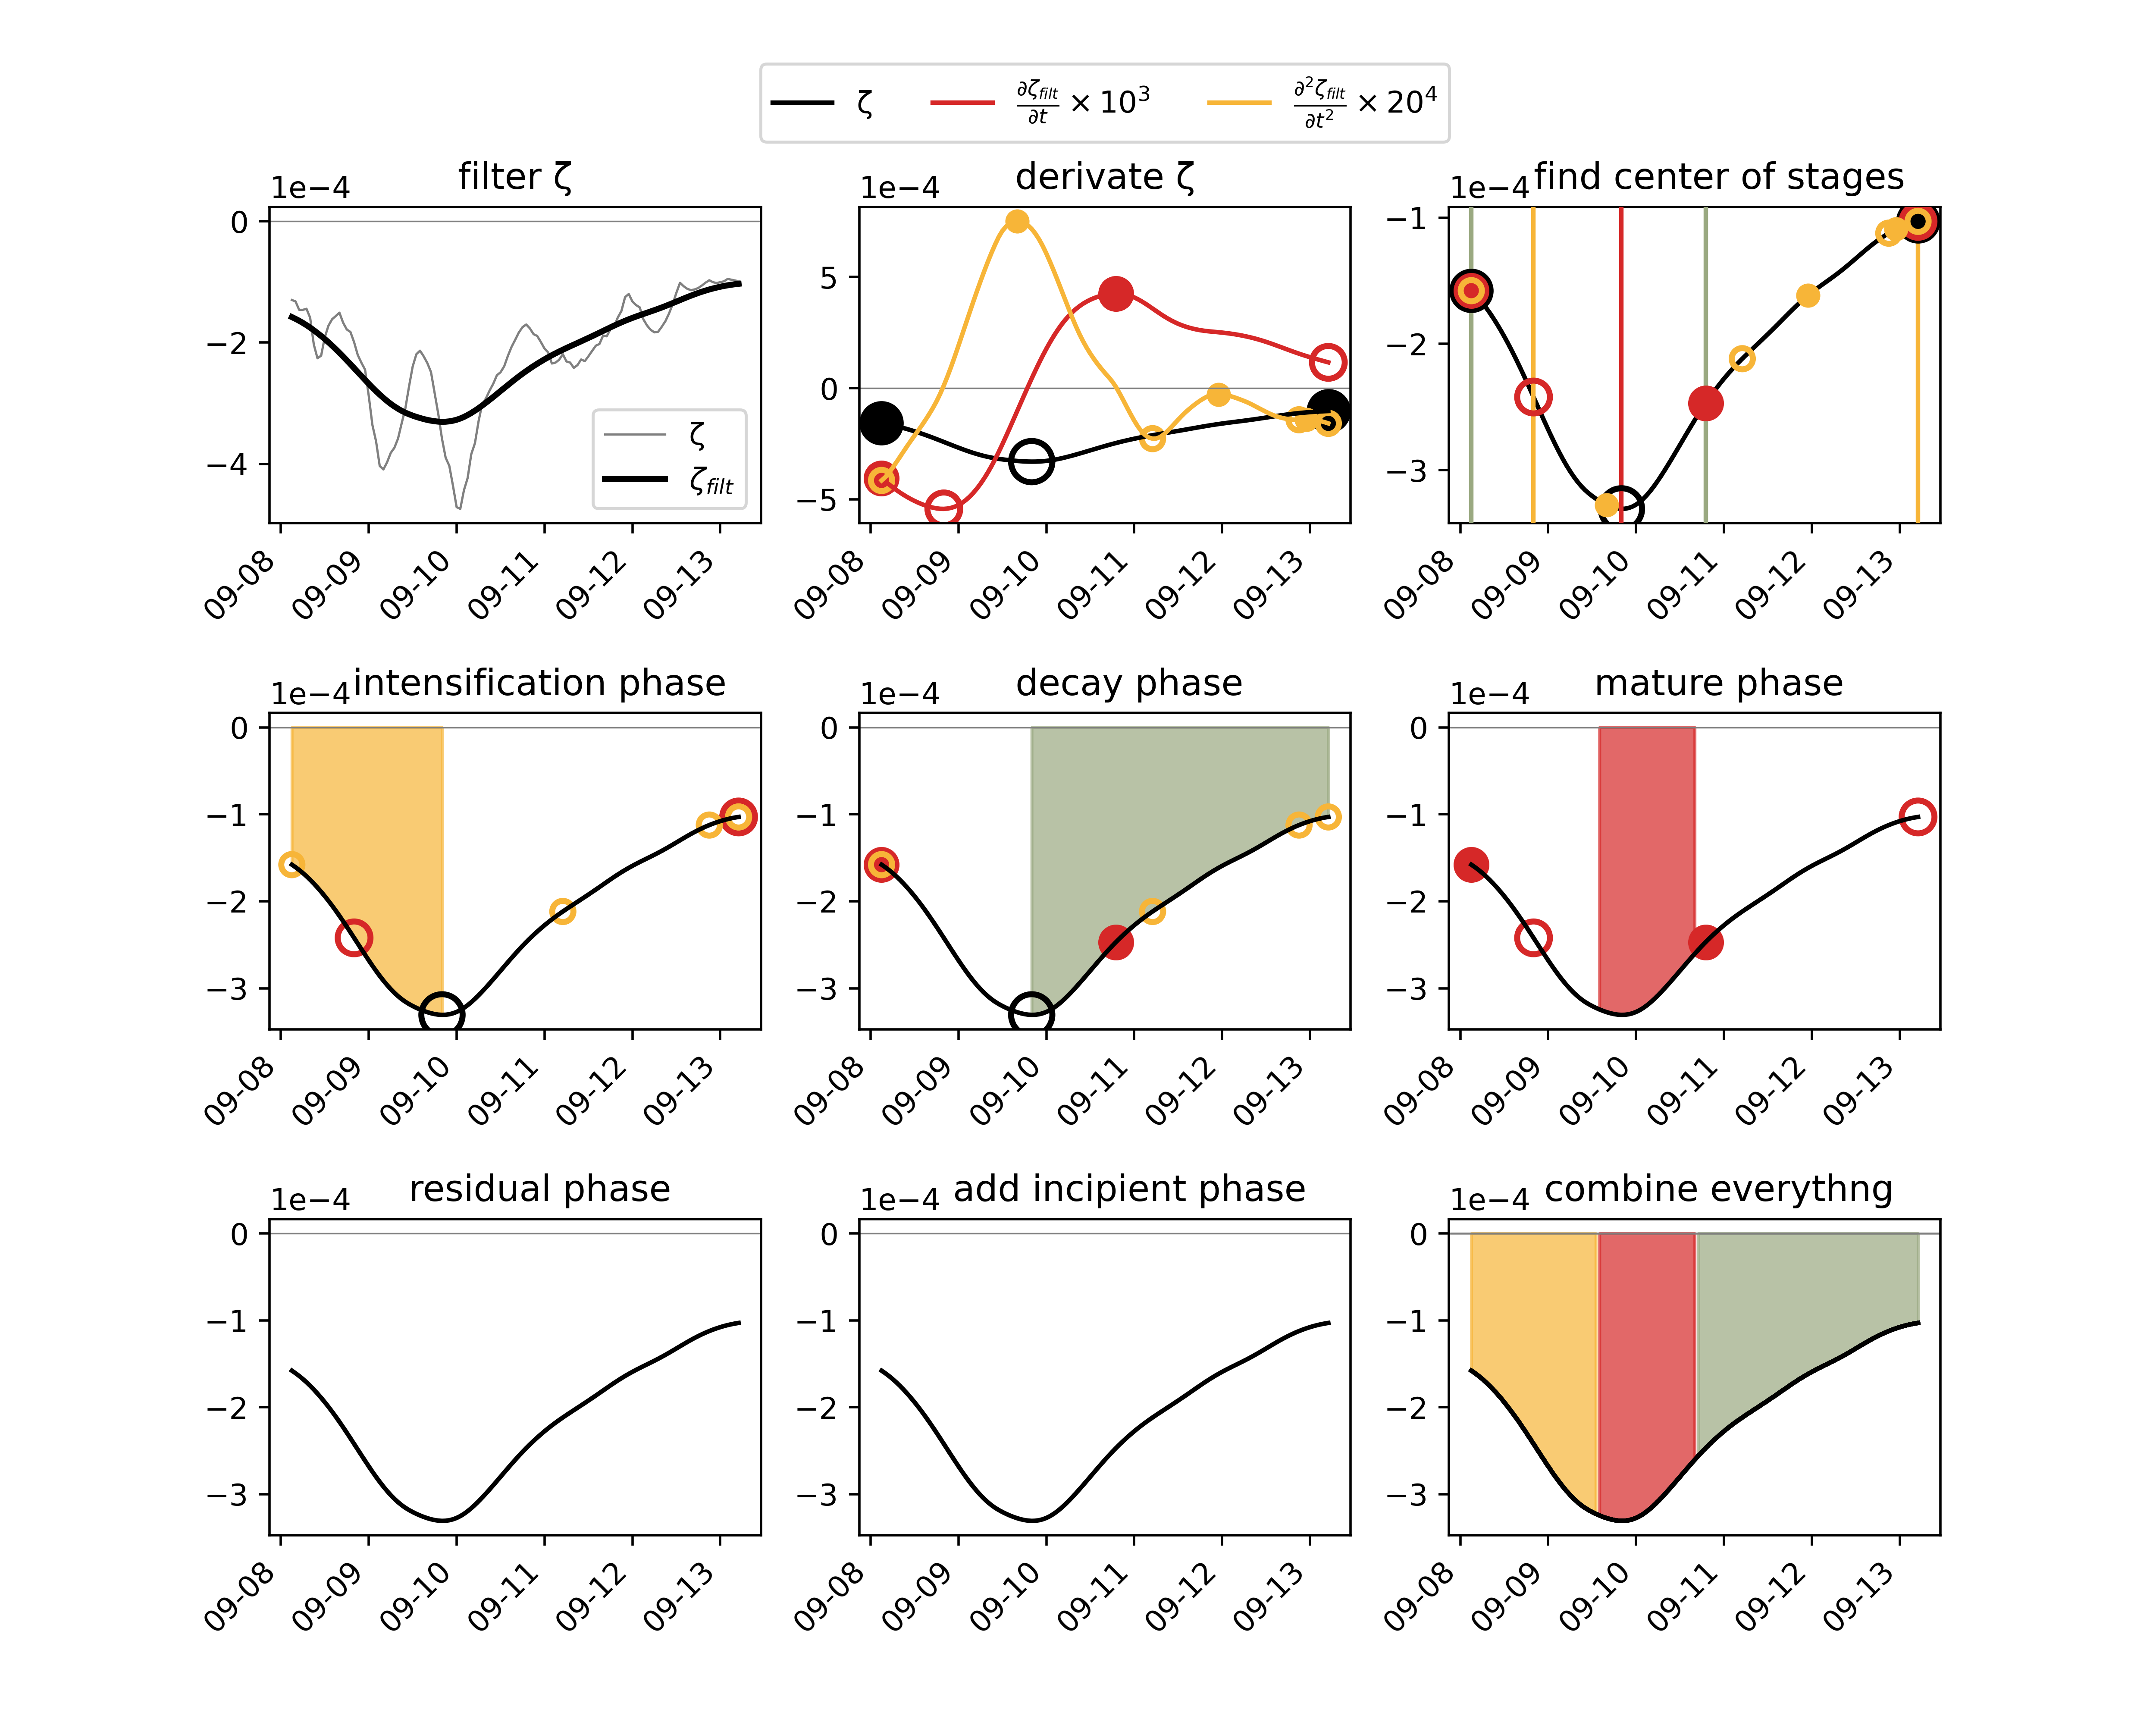 ζ ∂ζ_filt/∂t × 10³ ∂²ζ_filt/∂t² × 20⁴
filter ζ derivate ζ find center of stages
1e−4 1e−4 1e−4
0
−2
−4
ζ
ζ_filt
09-08 09-09 09-10 09-11 09-12 09-13
5
0
−5
09-08 09-09 09-10 09-11 09-12 09-13
−1
−2
−3
09-08 09-09 09-10 09-11 09-12 09-13
intensification phase decay phase mature phase
1e−4 1e−4 1e−4
0
−1
−2
−3
09-08 09-09 09-10 09-11 09-12 09-13
0
−1
−2
−3
09-08 09-09 09-10 09-11 09-12 09-13
0
−1
−2
−3
09-08 09-09 09-10 09-11 09-12 09-13
residual phase add incipient phase combine everythng
1e−4 1e−4 1e−4
0
−1
−2
−3
09-08 09-09 09-10 09-11 09-12 09-13
0
−1
−2
−3
09-08 09-09 09-10 09-11 09-12 09-13
0
−1
−2
−3
09-08 09-09 09-10 09-11 09-12 09-13